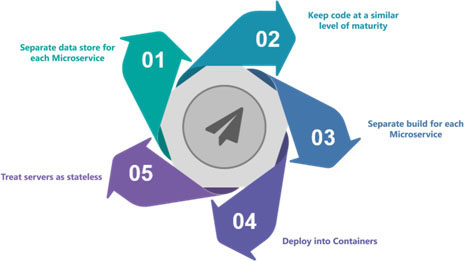 01
Separate data store for
each Microservice
02
Keep code at a similar
level of maturity
03
Separate build for each
Microservice
04
Deploy into Containers
05
Treat servers as stateless